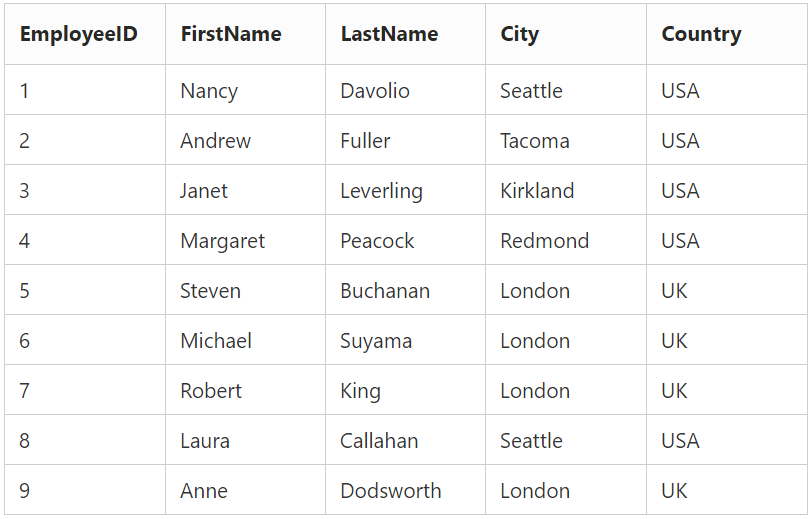 EmployeeID FirstName LastName City Country
1 Nancy Davolio Seattle USA
2 Andrew Fuller Tacoma USA
3 Janet Leverling Kirkland USA
4 Margaret Peacock Redmond USA
5 Steven Buchanan London UK
6 Michael Suyama London UK
7 Robert King London UK
8 Laura Callahan Seattle USA
9 Anne Dodsworth London UK